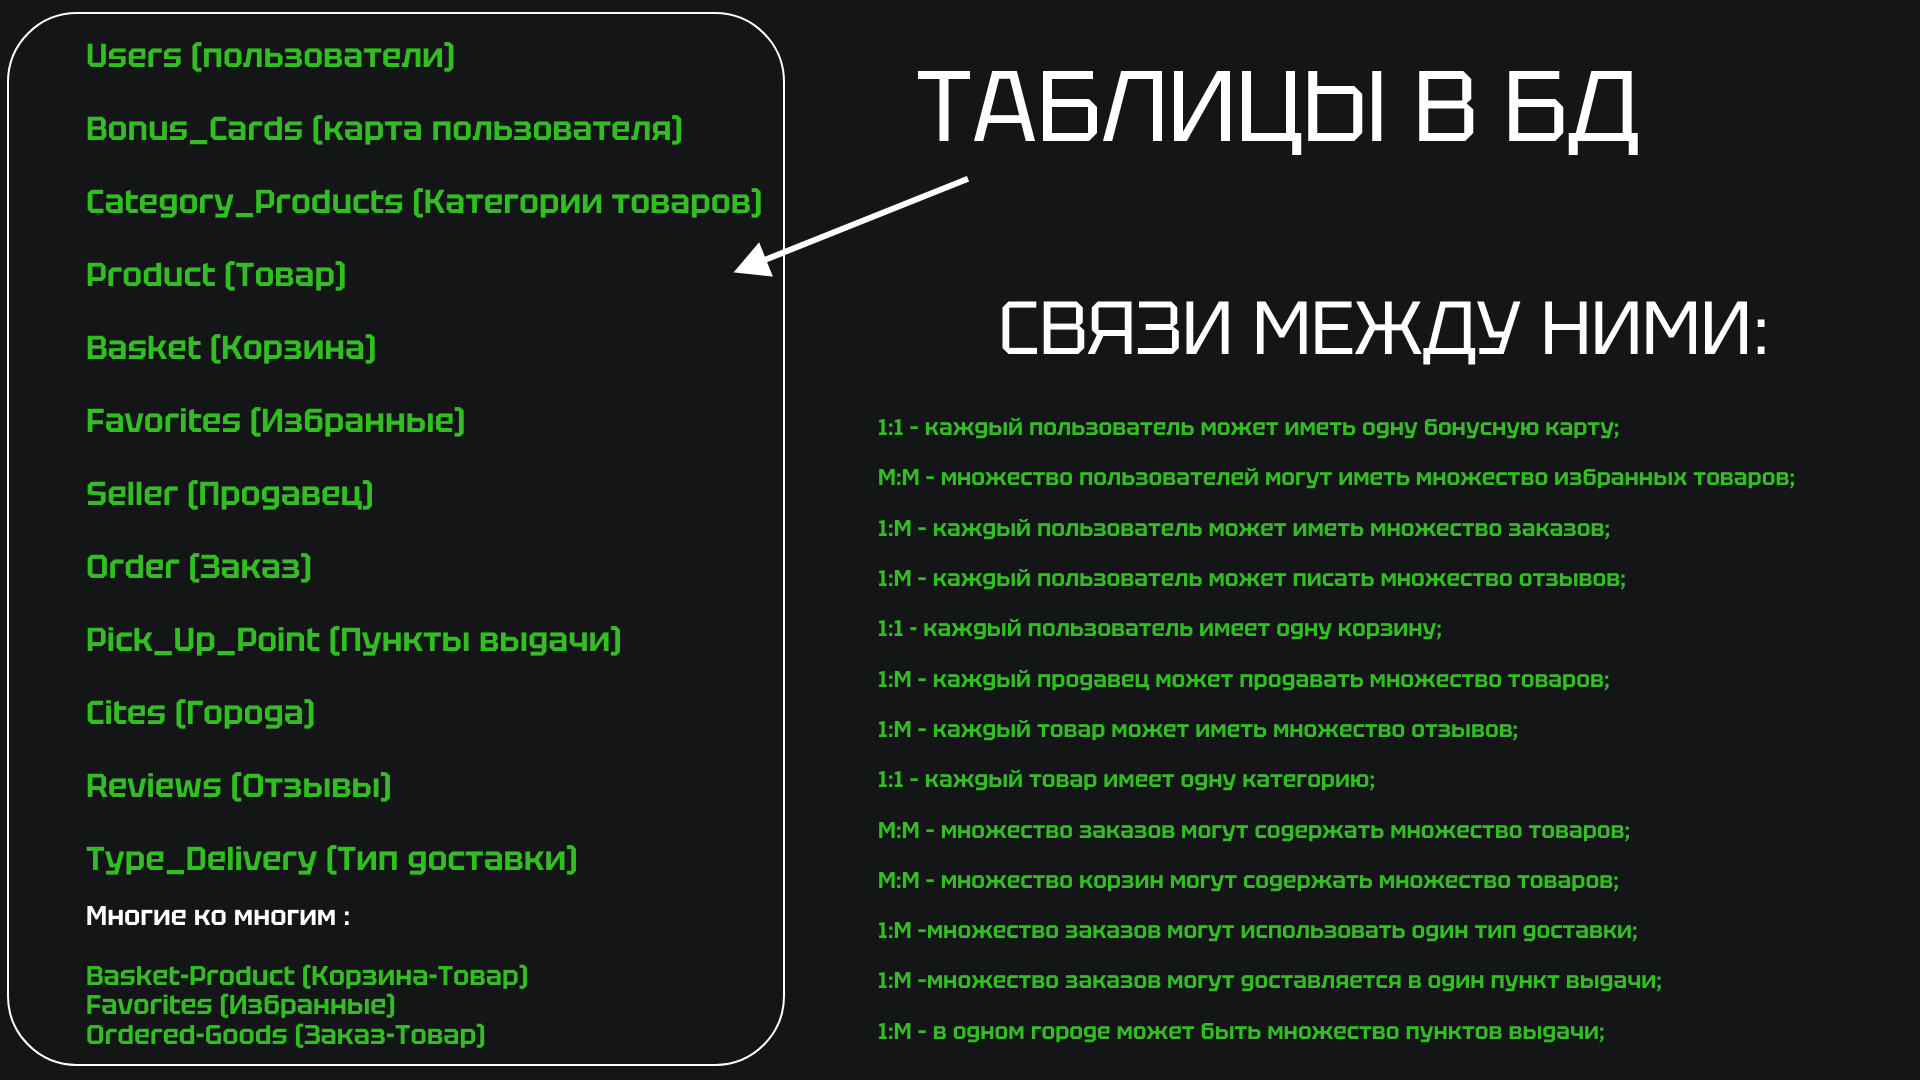 Users (пользователи)
Bonus_Cards (карта пользователя)
Category_Products (Категории товаров)
Product (Товар)
Basket (Корзина)
Favorites (Избранные)
Seller (Продавец)
Order (Заказ)
Pick_Up_Point (Пункты выдачи)
Cites (Города)
Reviews (Отзывы)
Type_Delivery (Тип доставки)
Многие ко многим :
Basket-Product (Корзина-Товар)
Favorites (Избранные)
Ordered-Goods (Заказ-Товар)
ТАБЛИЦЫ В БД
СВЯЗИ МЕЖДУ НИМИ:
1:1 - каждый пользователь может иметь одну бонусную карту;
М:М - множество пользователей могут иметь множество избранных товаров;
1:М - каждый пользователь может иметь множество заказов;
1:М - каждый пользователь может писать множество отзывов;
1:1 - каждый пользователь имеет одну корзину;
1:М - каждый продавец может продавать множество товаров;
1:М - каждый товар может иметь множество отзывов;
1:1 - каждый товар имеет одну категорию;
М:М - множество заказов могут содержать множество товаров;
М:М - множество корзин могут содержать множество товаров;
1:М -множество заказов могут использовать один тип доставки;
1:М -множество заказов могут доставляется в один пункт выдачи;
1:М - в одном городе может быть множество пунктов выдачи;